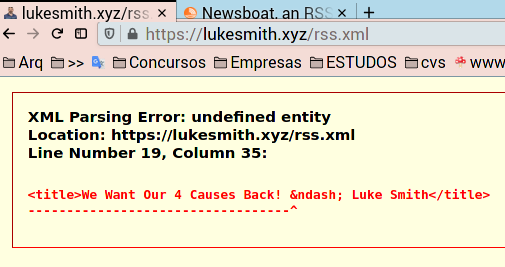 lukesmith.xyz/rss
Newsboat, an RSS
https://lukesmith.xyz/rss.xml
Arq >> Concursos Empresas ESTUDOS cvs www
XML Parsing Error: undefined entity
Location: https://lukesmith.xyz/rss.xml
Line Number 19, Column 35:
<title>We Want Our 4 Causes Back! &ndash; Luke Smith</title>
----------------------------------^